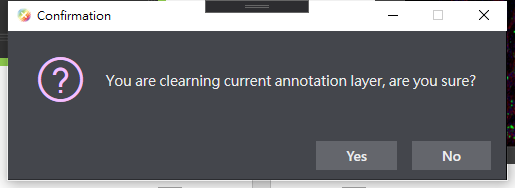 Confirmation
You are clearning current annotation layer, are you sure?
Yes
No